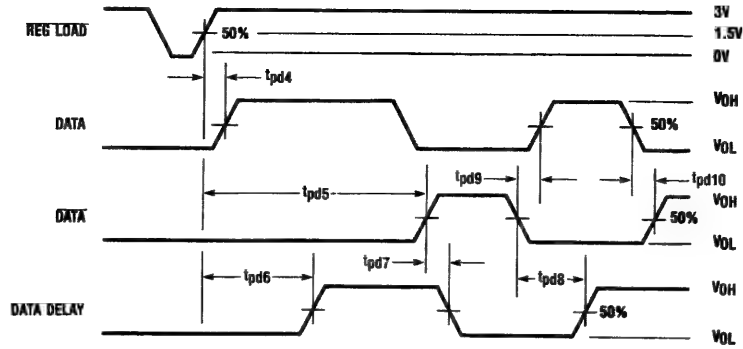 3V
REG LOAD
50%
1.5V
0V
tpd4
DATA
VOH
50%
VOL
tpd5
tpd9
tpd10
DATA
VOH
50%
VOL
tpd6
tpd7
tpd8
DATA DELAY
VOH
50%
VOL